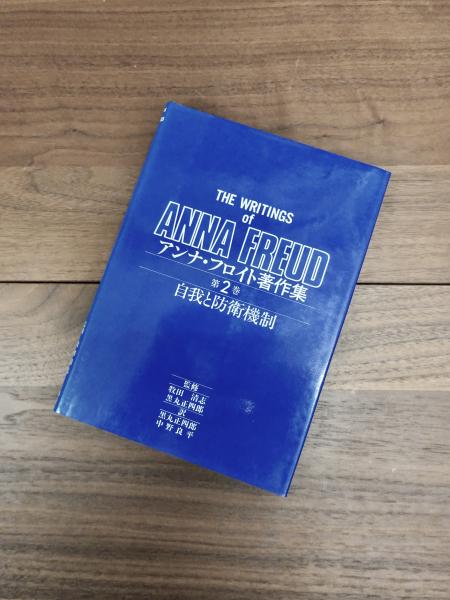 THE WRITINGS
of
ANNA FREUD
アンナ・フロイト著作集
第2巻
自我と防衛機制
監修
牧田 清志
黒丸正四郎
訳
黒丸正四郎
中野良平